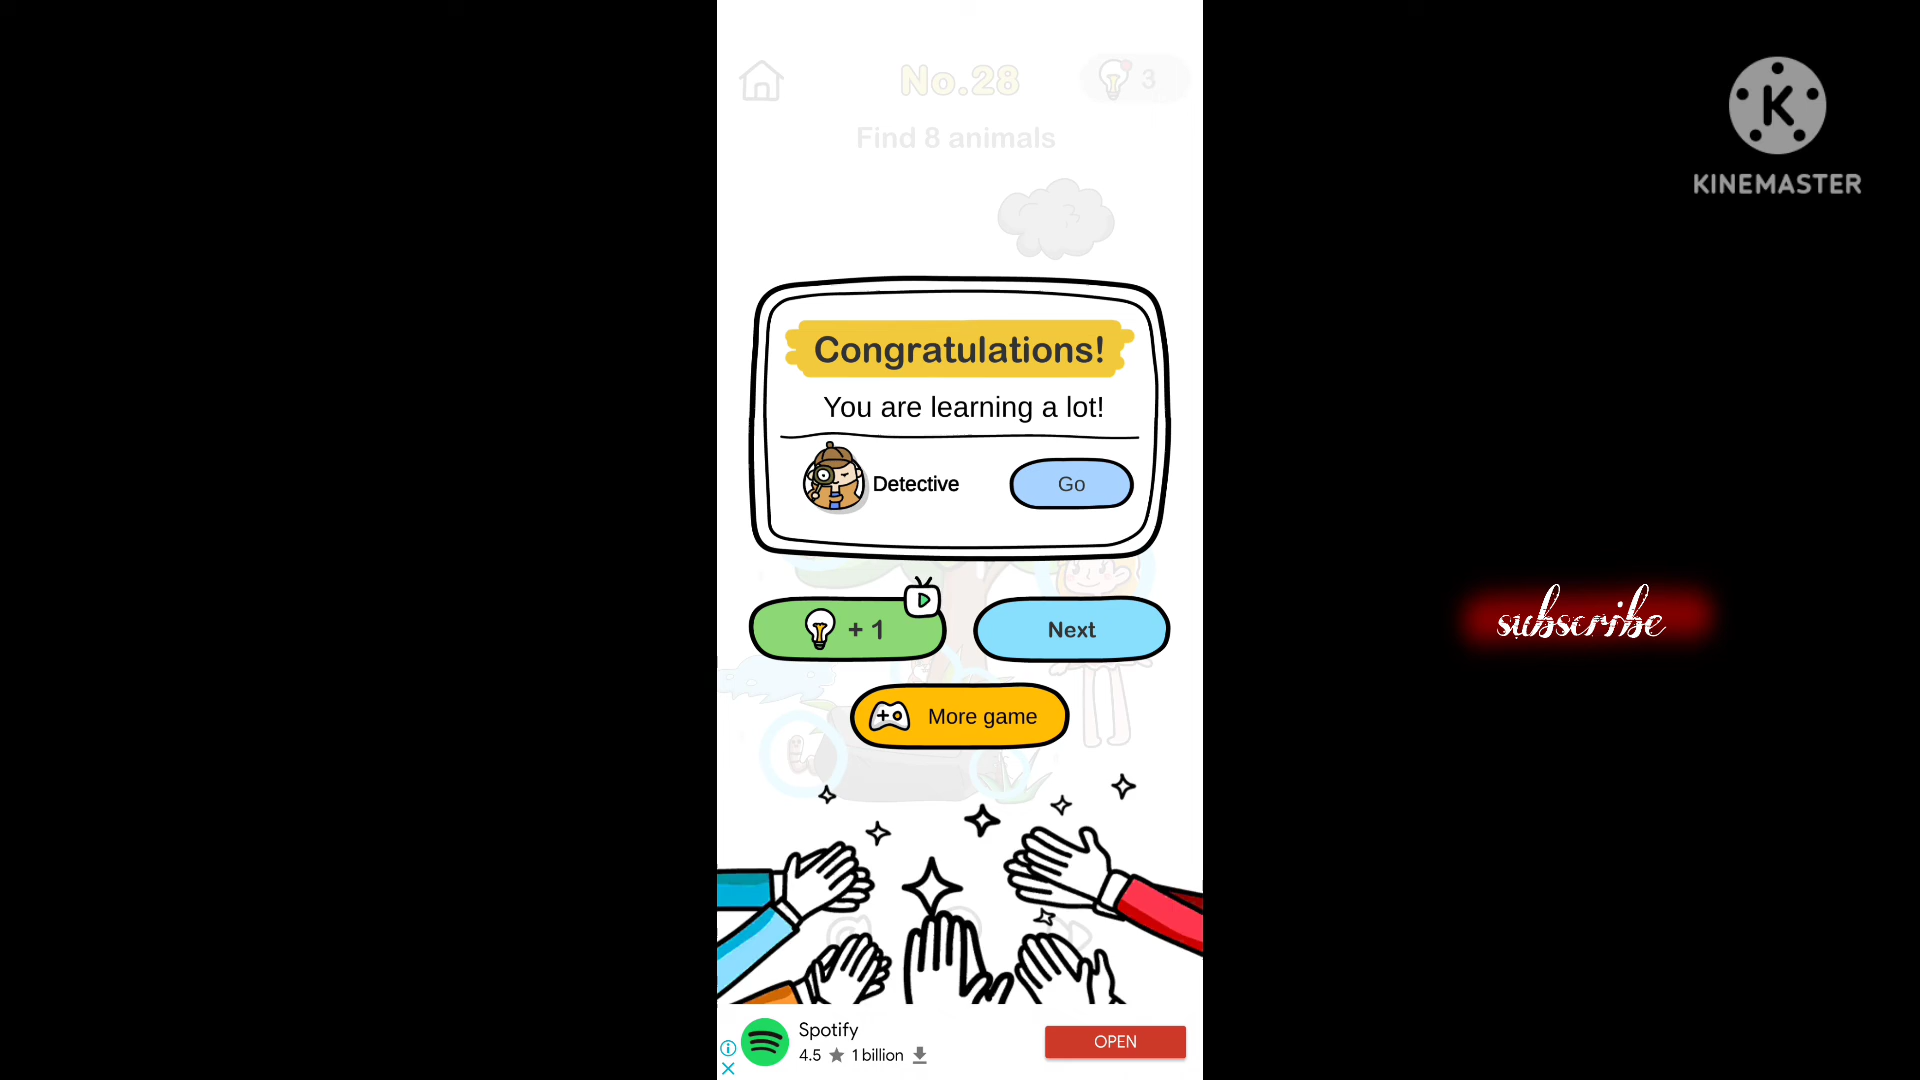 No.28
3
Find 8 animals
Congratulations!
You are learning a lot!
Detective
Go
+ 1
Next
More game
Spotify
4.5 ★ 1 billion
OPEN
K
KINEMASTER
subscribe